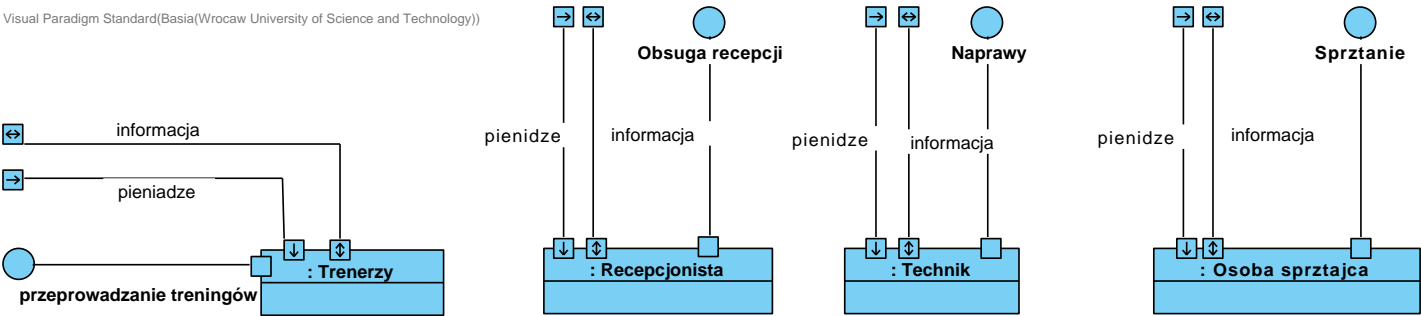 Visual Paradigm Standard(Basia(Wrocaw University of Science and Technology))
Obsuga recepcji
Naprawy
Sprztanie
informacja
pieniadze
pienidze
informacja
pienidze
informacja
pienidze
informacja
: Trenerzy
: Recepcjonista
: Technik
: Osoba sprztajca
przeprowadzanie treningów